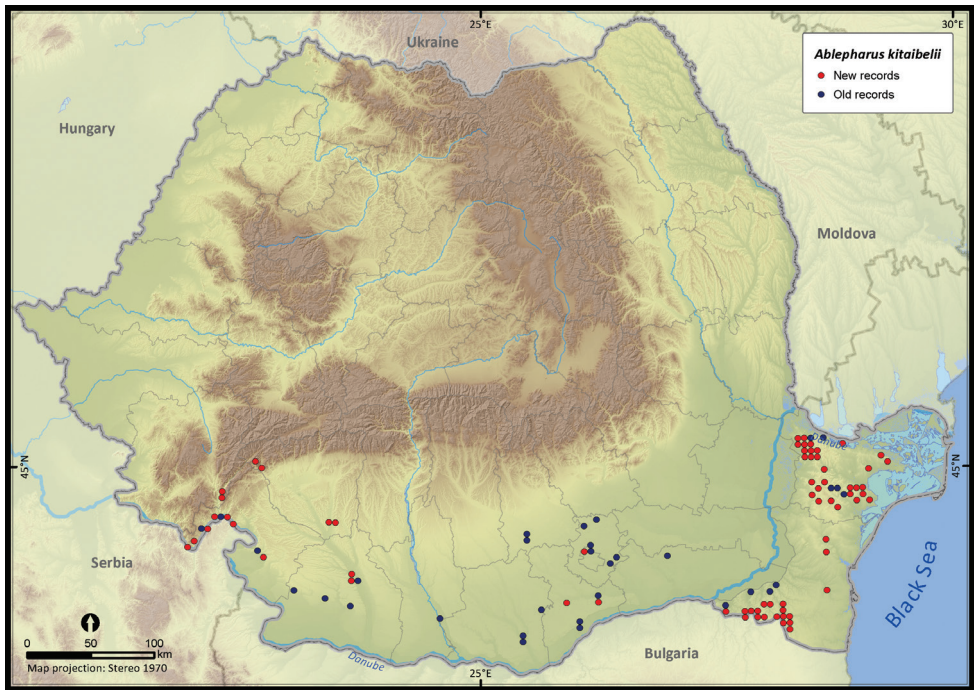 25°E
30°E
Ukraine
Ablepharus kitaibelii
New records
Old records
Hungary
Moldova
Danube
45°N
45°N
Serbia
Black Sea
0 50 100
km
Map projection: Stereo 1970
Danube
Bulgaria
25°E